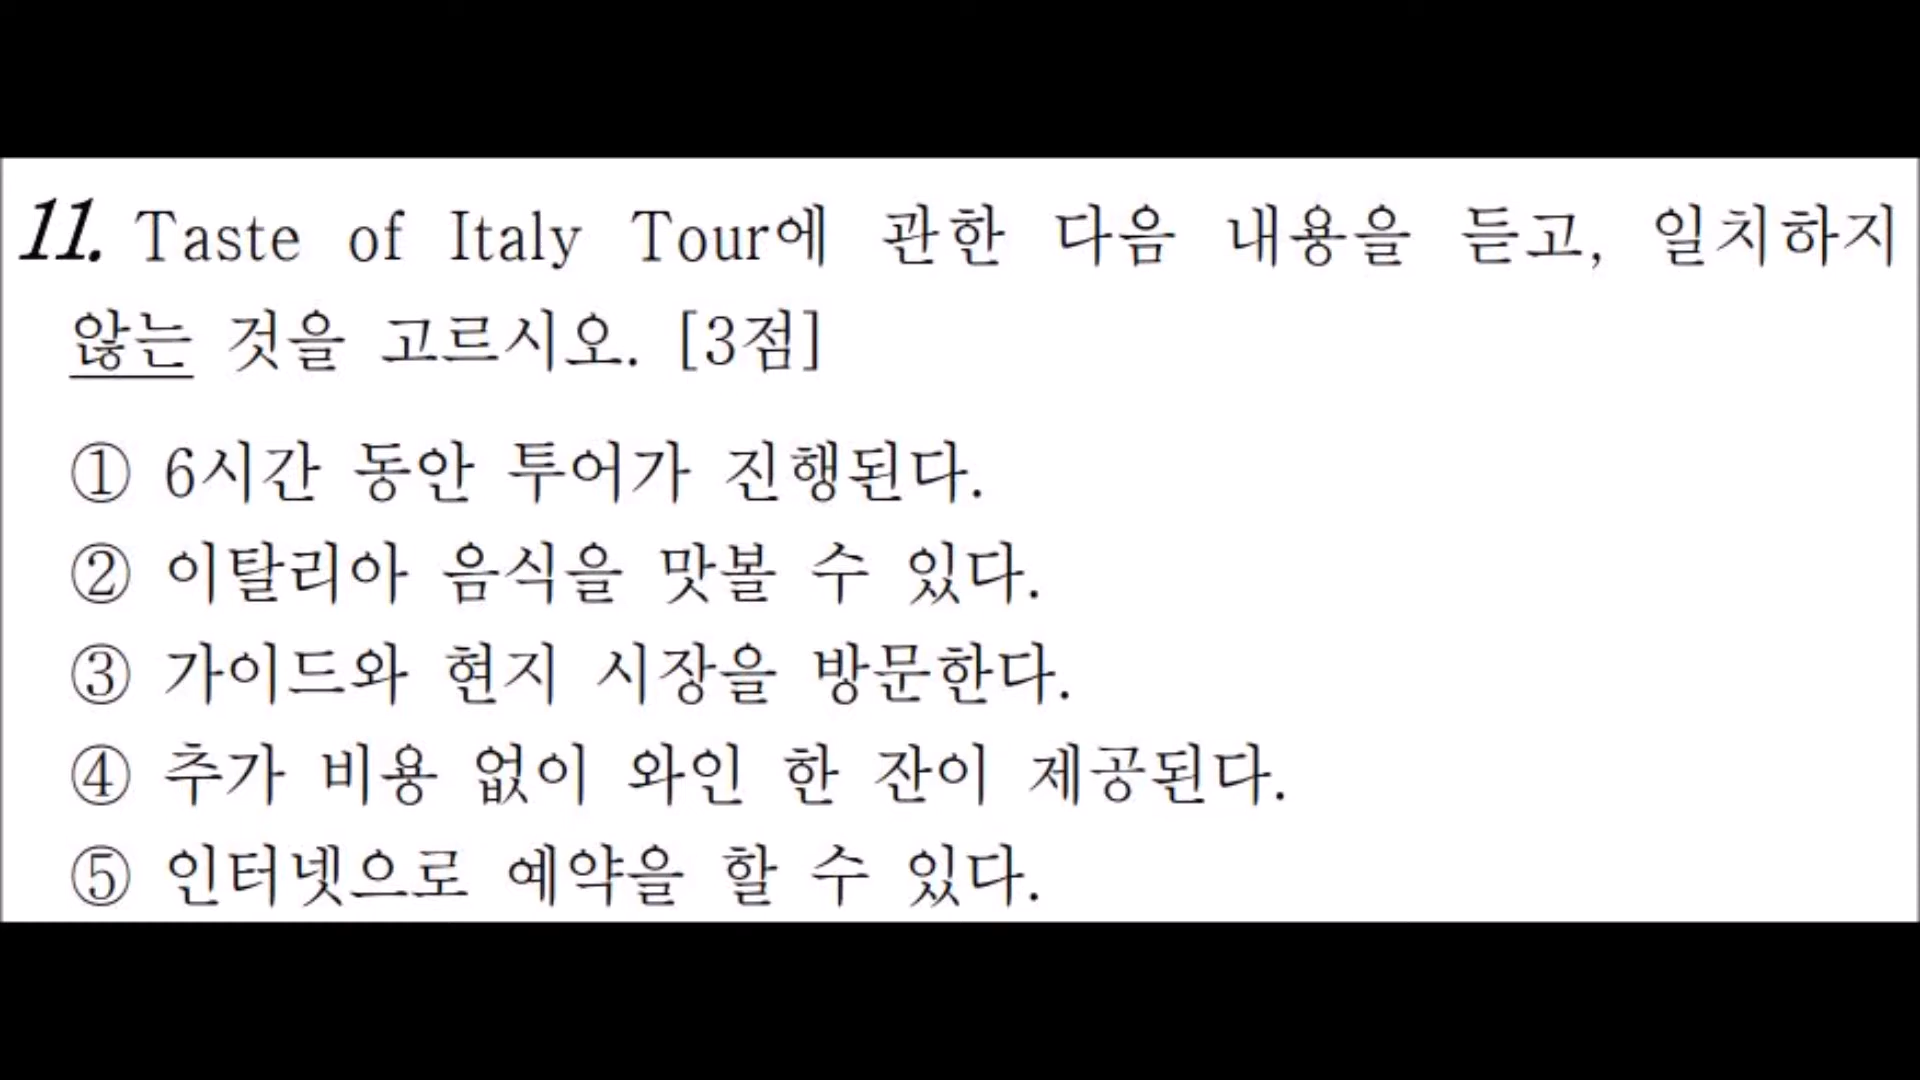 11. Taste of Italy Tour에 관한 다음 내용을 듣고, 일치하지
않는 것을 고르시오. [3점]
① 6시간 동안 투어가 진행된다.
② 이탈리아 음식을 맛볼 수 있다.
③ 가이드와 현지 시장을 방문한다.
④ 추가 비용 없이 와인 한 잔이 제공된다.
⑤ 인터넷으로 예약을 할 수 있다.